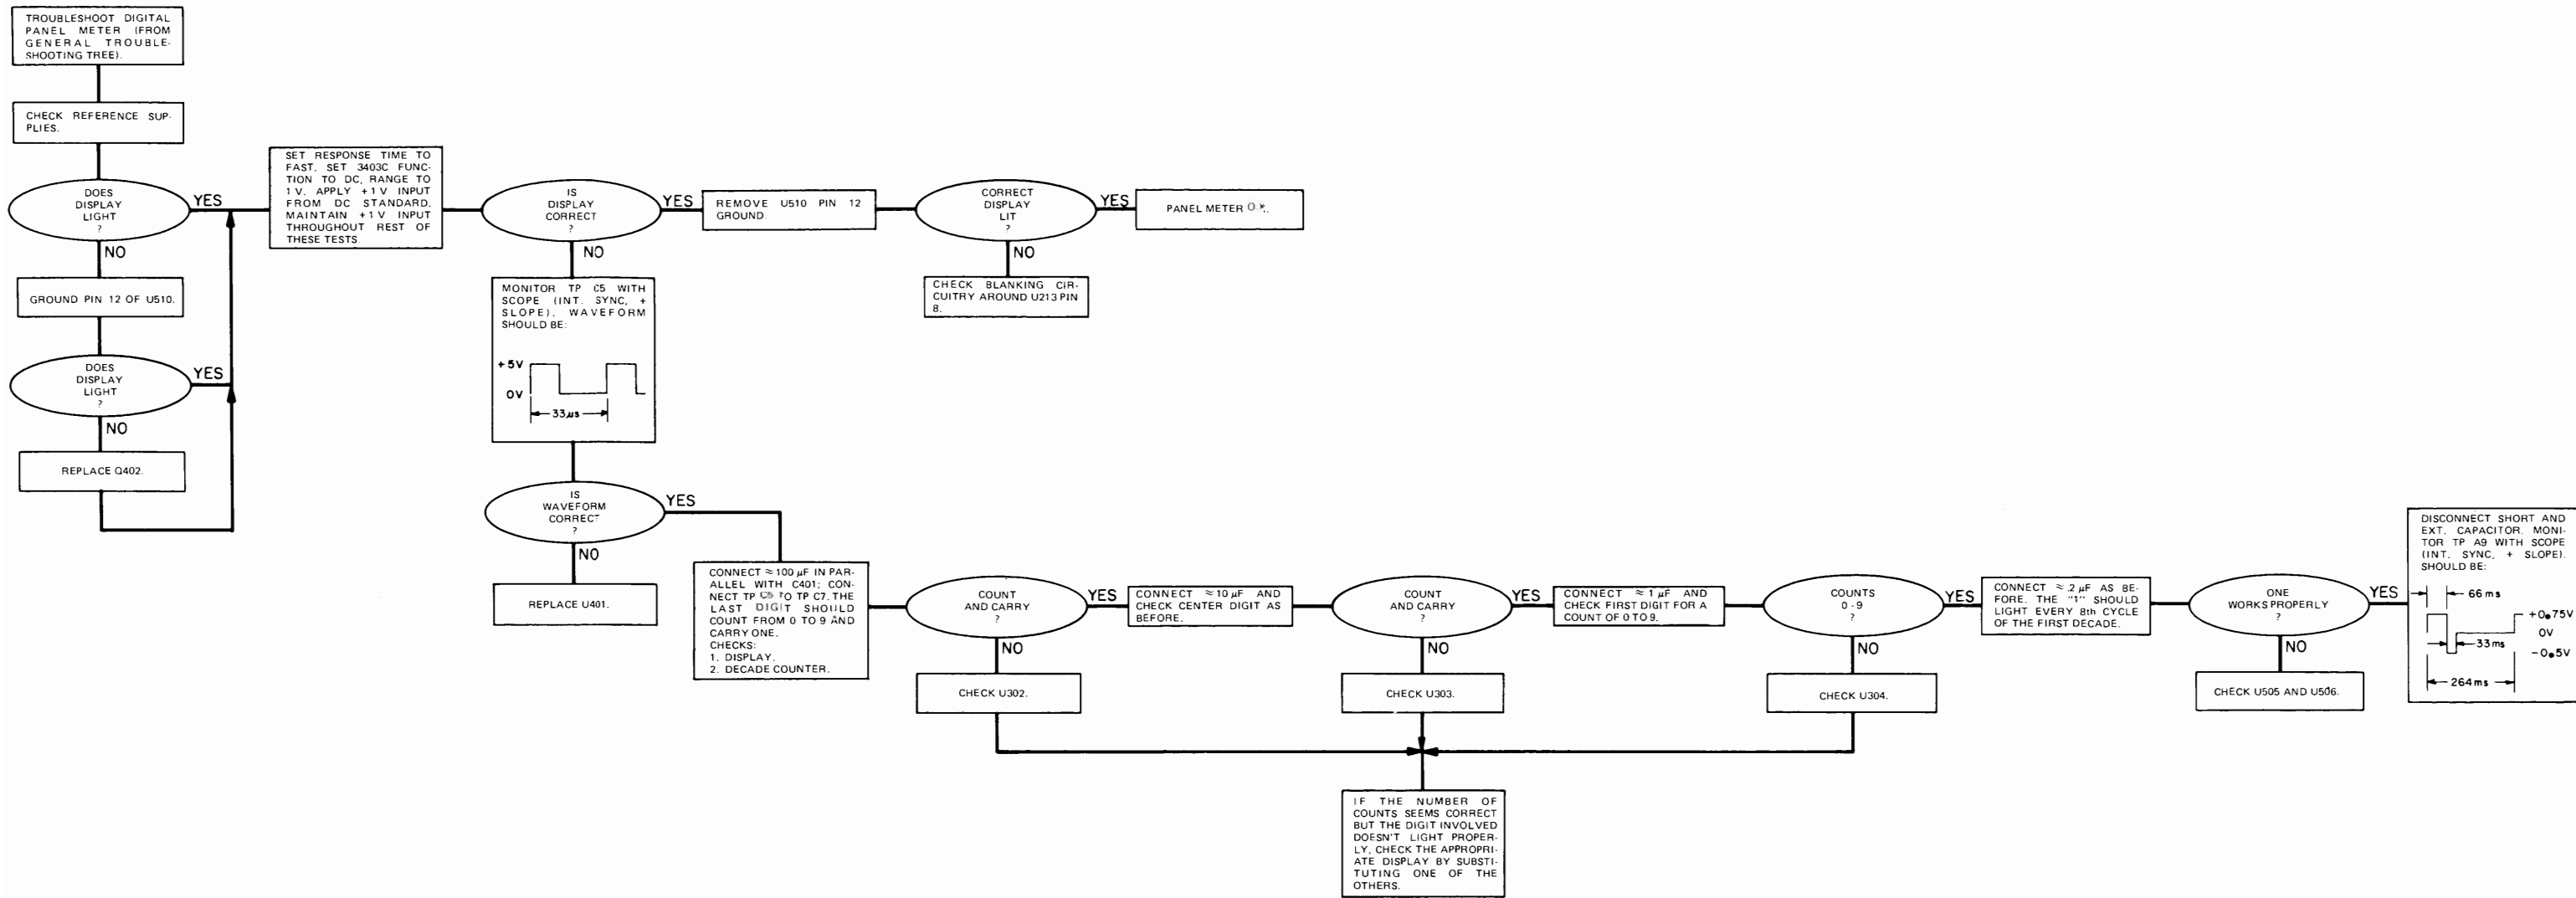 TROUBLESHOOT DIGITAL
PANEL METER (FROM
GENERAL TROUBLE-
SHOOTING TREE).
CHECK REFERENCE SUP-
PLIES.
DOES
DISPLAY
LIGHT
?
YES
NO
GROUND PIN 12 OF U510.
DOES
DISPLAY
LIGHT
?
YES
NO
REPLACE Q402.
SET RESPONSE TIME TO
FAST. SET 3403C FUNC-
TION TO DC, RANGE TO
1 V. APPLY +1 V INPUT
FROM DC STANDARD.
MAINTAIN +1 V INPUT
THROUGHOUT REST OF
THESE TESTS.
IS
DISPLAY
CORRECT
?
YES
NO
REMOVE U510 PIN 12
GROUND.
CORRECT
DISPLAY
LIT
?
YES
NO
PANEL METER
CHECK BLANKING CIR-
CUITRY AROUND U213 PIN
8.
MONITOR TP C5 WITH
SCOPE (INT. SYNC, +
SLOPE). WAVEFORM
SHOULD BE:
+5V
0V
33µs
IS
WAVEFORM
CORRECT
?
YES
NO
REPLACE U401.
CONNECT ≈ 100 µF IN PAR-
ALLEL WITH C401; CON-
NECT TP C5 TO TP C7. THE
LAST DIGIT SHOULD
COUNT FROM 0 TO 9 AND
CARRY ONE.
CHECKS:
1. DISPLAY.
2. DECADE COUNTER.
COUNT
AND CARRY
?
YES
NO
CHECK U302.
CONNECT ≈ 10 µF AND
CHECK CENTER DIGIT AS
BEFORE.
COUNT
AND CARRY
?
YES
NO
CHECK U303.
CONNECT ≈ 1 µF AND
CHECK FIRST DIGIT FOR A
COUNT OF 0 TO 9.
COUNTS
0 - 9
?
YES
NO
CHECK U304.
IF THE NUMBER OF
COUNTS SEEMS CORRECT
BUT THE DIGIT INVOLVED
DOESN'T LIGHT PROPER-
LY, CHECK THE APPROPRI-
ATE DISPLAY BY SUBSTI-
TUTING ONE OF THE
OTHERS.
CONNECT ≈ .2 µF AS BE-
FORE. THE "1" SHOULD
LIGHT EVERY 8th CYCLE
OF THE FIRST DECADE.
ONE
WORKS PROPERLY
?
YES
NO
CHECK U505 AND U506.
DISCONNECT SHORT AND
EXT. CAPACITOR. MONI-
TOR TP A9 WITH SCOPE
(INT. SYNC, + SLOPE).
SHOULD BE:
66 ms
+0.75V
0V
33ms
-0.5V
264ms